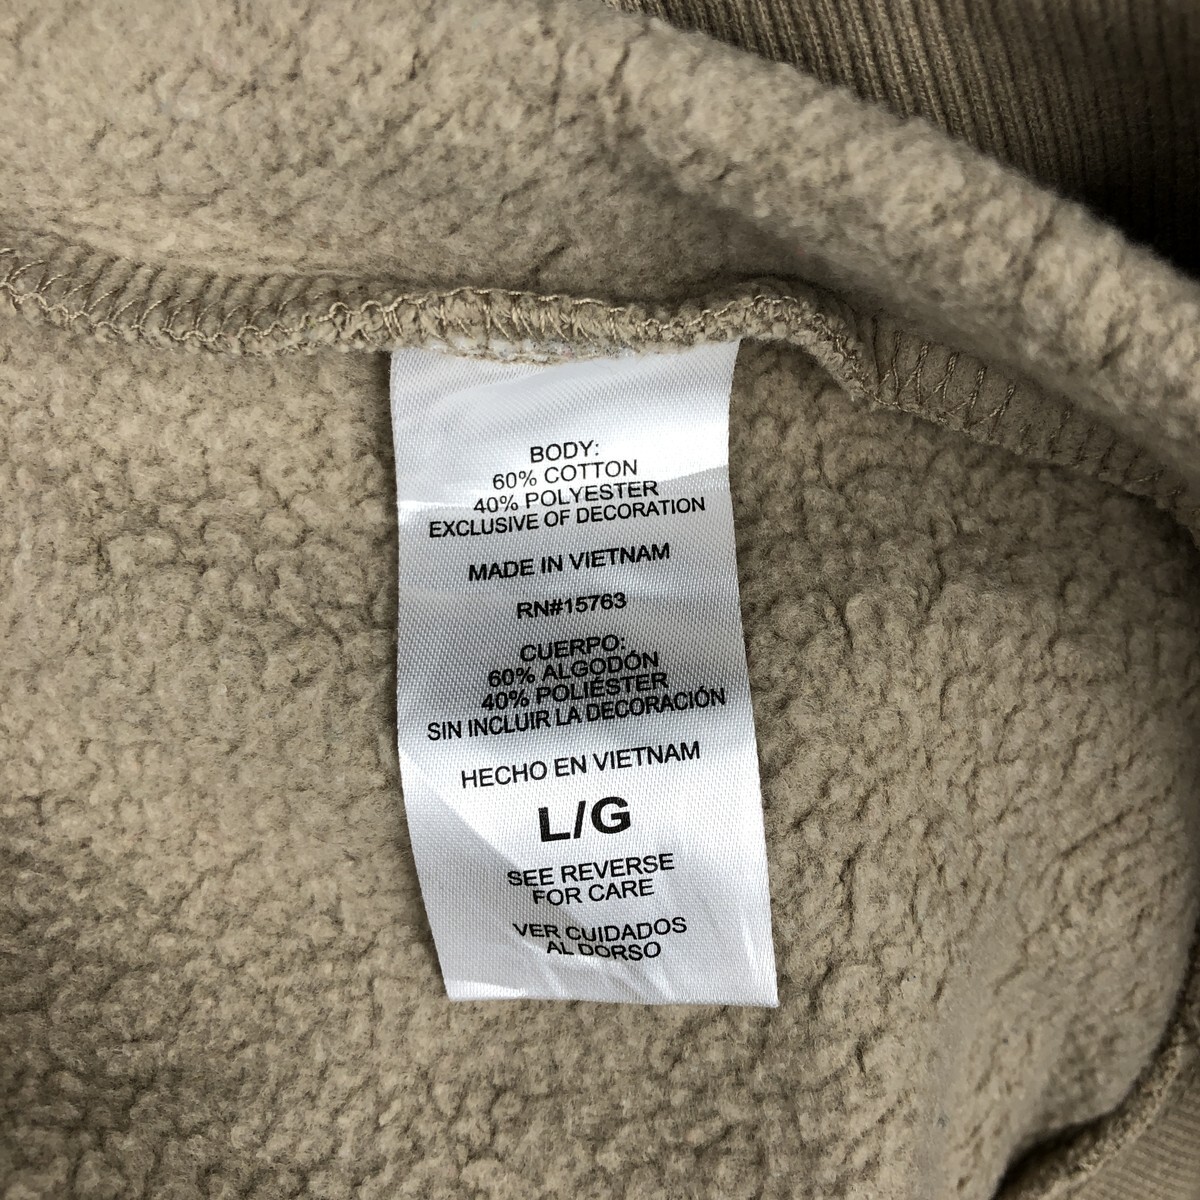 BODY:
60% COTTON
40% POLYESTER
EXCLUSIVE OF DECORATION
MADE IN VIETNAM
RN#15763
CUERPO:
60% ALGODÓN
40% POLIÉSTER
SIN INCLUIR LA DECORACIÓN
HECHO EN VIETNAM
L/G
SEE REVERSE
FOR CARE
VER CUIDADOS
AL DORSO